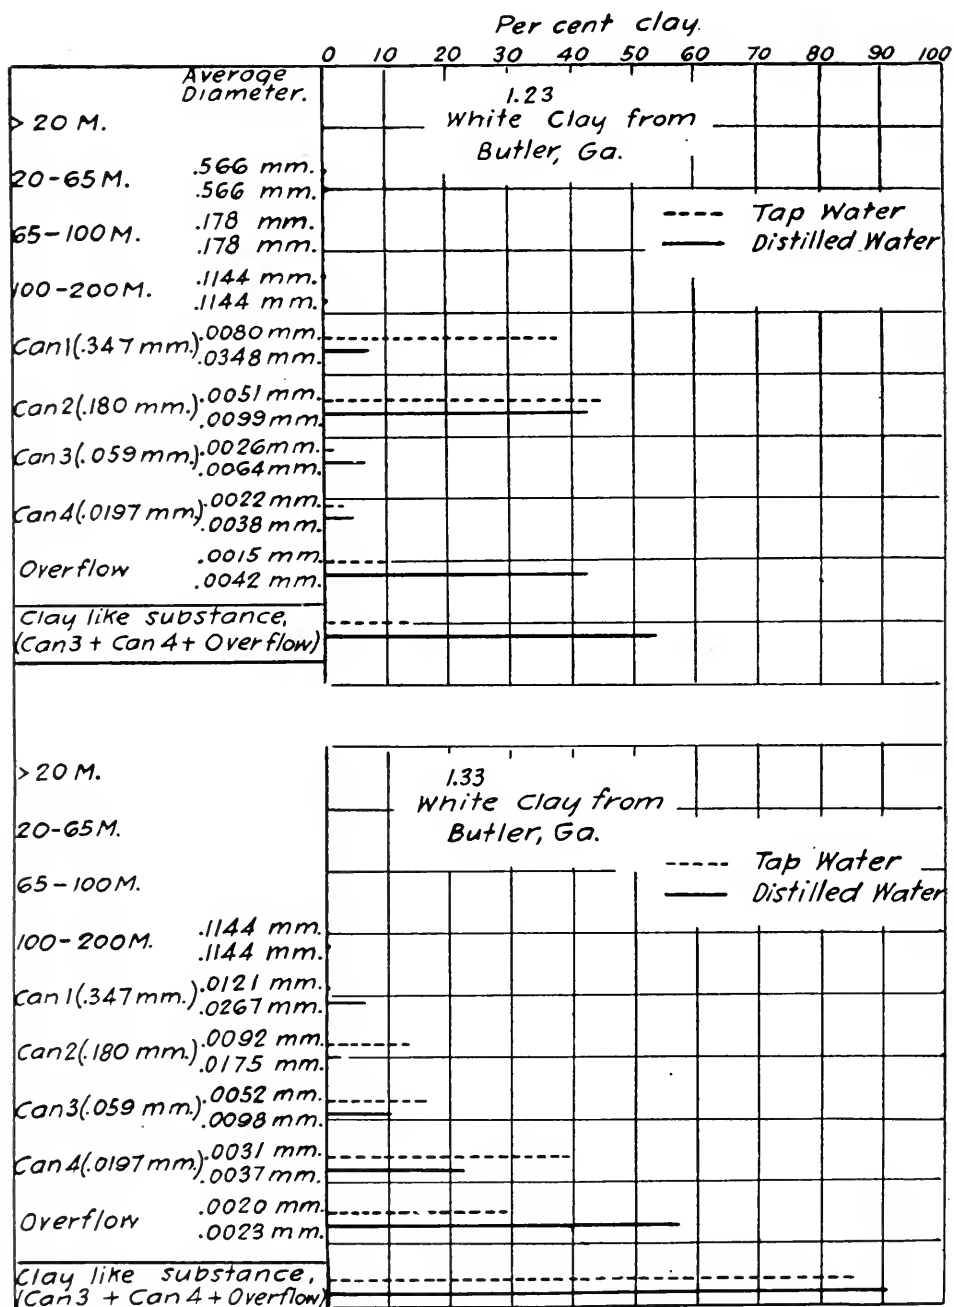 Per cent clay.
0 10 20 30 40 50 60 70 80 90 100
Average
Diameter.
1.23
White Clay from
Butler, Ga.
---- Tap Water
— Distilled Water
> 20 M.
20-65 M. .566 mm.
.566 mm.
65-100 M. .178 mm.
.178 mm.
100-200 M. .1144 mm.
.1144 mm.
Can 1 (.347 mm.) .0080 mm.
.0348 mm.
Can 2 (.180 mm.) .0051 mm.
.0099 mm.
Can 3 (.059 mm.) .0026 mm.
.0064 mm.
Can 4 (.0197 mm.) .0022 mm.
.0038 mm.
Overflow .0015 mm.
.0042 mm.
Clay like substance,
(Can 3 + Can 4 + Overflow)
1.33
White Clay from
Butler, Ga.
---- Tap Water
— Distilled Water
> 20 M.
20-65 M.
65-100 M.
100-200 M. .1144 mm.
.1144 mm.
Can 1 (.347 mm.) .0121 mm.
.0267 mm.
Can 2 (.180 mm.) .0092 mm.
.0175 mm.
Can 3 (.059 mm.) .0052 mm.
.0098 mm.
Can 4 (.0197 mm.) .0031 mm.
.0037 mm.
Overflow .0020 mm.
.0023 mm.
Clay like substance,
(Can 3 + Can 4 + Overflow)